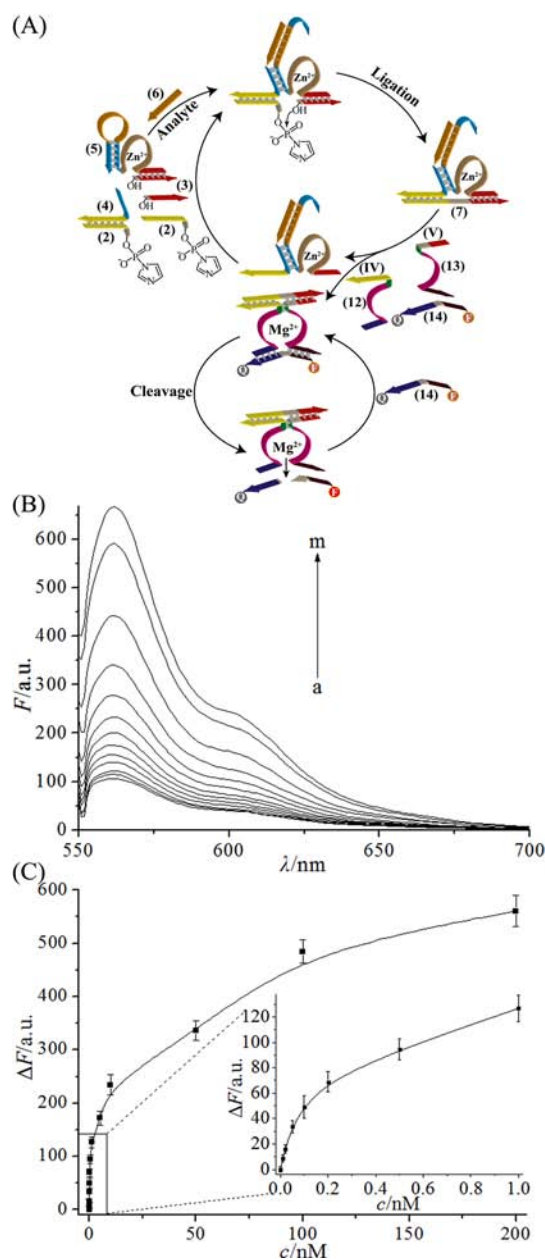 (A)
(6)
Analyte
Zn2+
OH
Ligation
(5)
Zn2+
OH
(3)
O
O-
P
O
N
N
Zn2+
(7)
(4)
OH
(2)
(2)
O
O-
P
O
N
N
O
O-
P
O
N
N
Zn2+
(IV)
(12)
(V)
(13)
(14)
Q
F
Mg2+
Q
F
Cleavage
(14)
Q
F
Mg2+
Q
F
(B)
600
500
400
300
200
100
0
F/a.u.
m
a
550
600
650
700
λ/nm
(C)
600
500
400
300
200
100
0
ΔF/a.u.
120
100
80
60
40
20
0
ΔF/a.u.
0.0
0.2
0.4
0.6
0.8
1.0
c/nM
0
50
100
150
200
c/nM